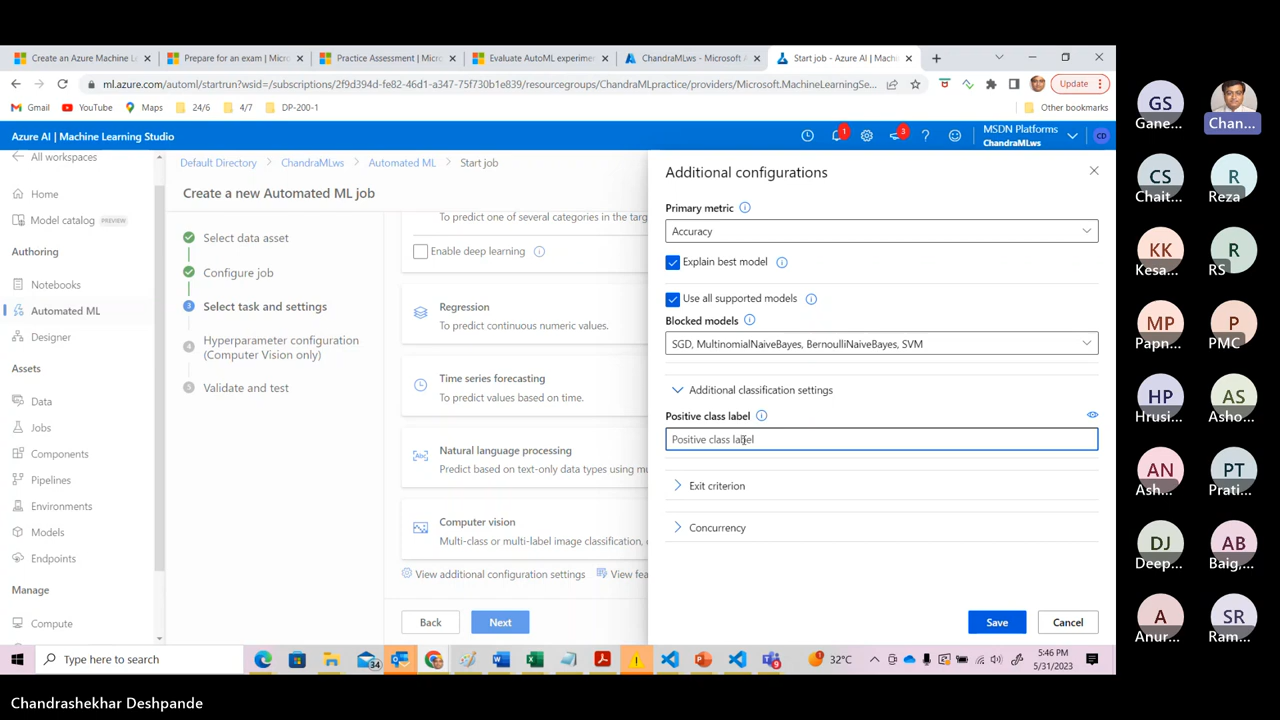 Create an Azure Machine L
Prepare for an exam | Micro
Practice Assessment | Micro
Evaluate AutoML experime
ChandraMLws - Microsoft A
Start job - Azure AI | Machi
ml.azure.com/automl/startrun?wsid=/subscriptions/2f9d394d-fe82-46d1-a347-75f730b1e839/resourcegroups/ChandraMLpractice/providers/Microsoft.MachineLearningSe...
Update
Gmail
YouTube
Maps
24/6
4/7
DP-200-1
Other bookmarks
Azure AI | Machine Learning Studio
1
3
MSDN Platforms
ChandraMLws
CD
All workspaces
Home
Model catalog PREVIEW
Authoring
Notebooks
Automated ML
Designer
Assets
Data
Jobs
Components
Pipelines
Environments
Models
Endpoints
Manage
Compute
Default Directory
ChandraMLws
Automated ML
Start job
Create a new Automated ML job
Select data asset
Configure job
3
Select task and settings
4
Hyperparameter configuration
(Computer Vision only)
5
Validate and test
To predict one of several categories in the targ
Enable deep learning
Regression
To predict continuous numeric values.
Time series forecasting
To predict values based on time.
Abc
Natural language processing
Predict based on text-only data types using mu
Computer vision
Multi-class or multi-label image classification, o
View additional configuration settings
View fea
Back
Next
Additional configurations
Primary metric
Accuracy
Explain best model
Use all supported models
Blocked models
SGD, MultinomialNaiveBayes, BernoulliNaiveBayes, SVM
Additional classification settings
Positive class label
Positive class label
Exit criterion
Concurrency
Save
Cancel
Type here to search
34
9
32°C
5:46 PM
5/31/2023
GS
Gane...
Chan...
CS
Chait...
R
Reza
KK
Kesa...
R
RS
MP
Papn...
P
PMC
HP
Hrusi...
AS
Asho...
AN
Ash...
PT
Prati...
DJ
Deep...
AB
Baig,...
A
Anur...
SR
Ram...
Chandrashekhar Deshpande